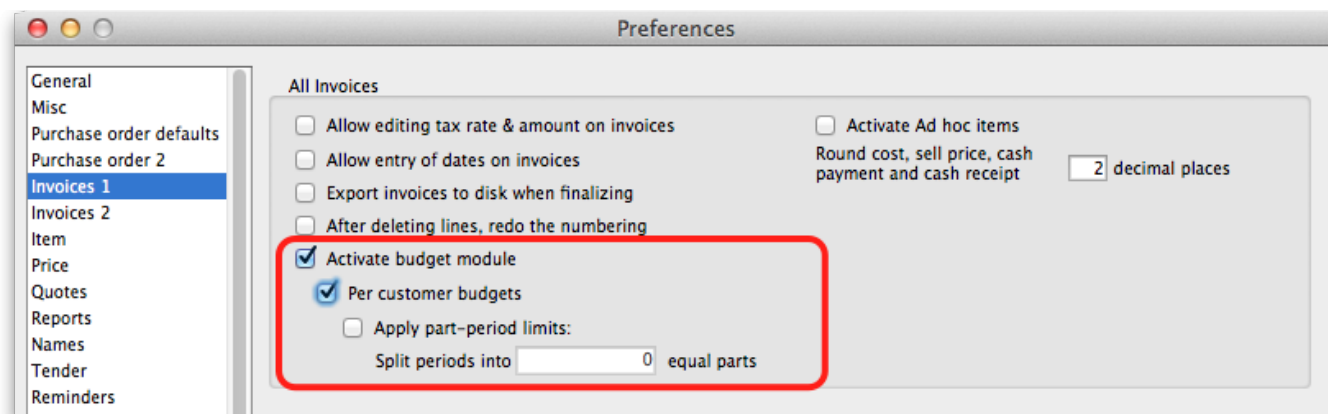 Preferences
General
Misc
Purchase order defaults
Purchase order 2
Invoices 1
Invoices 2
Item
Price
Quotes
Reports
Names
Tender
Reminders
All Invoices
Allow editing tax rate & amount on invoices
Allow entry of dates on invoices
Export invoices to disk when finalizing
After deleting lines, redo the numbering
Activate budget module
Per customer budgets
Apply part-period limits:
Split periods into 0 equal parts
Activate Ad hoc items
Round cost, sell price, cash
payment and cash receipt 2 decimal places